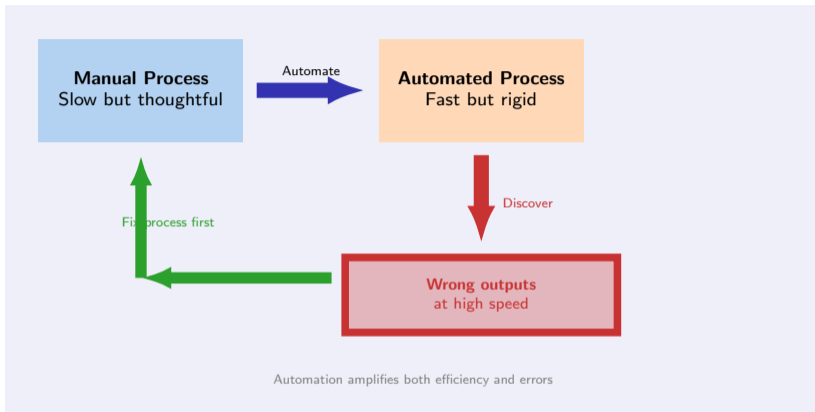 Manual Process
Slow but thoughtful
Automate
Automated Process
Fast but rigid
Discover
Fix process first
Wrong outputs
at high speed
Automation amplifies both efficiency and errors